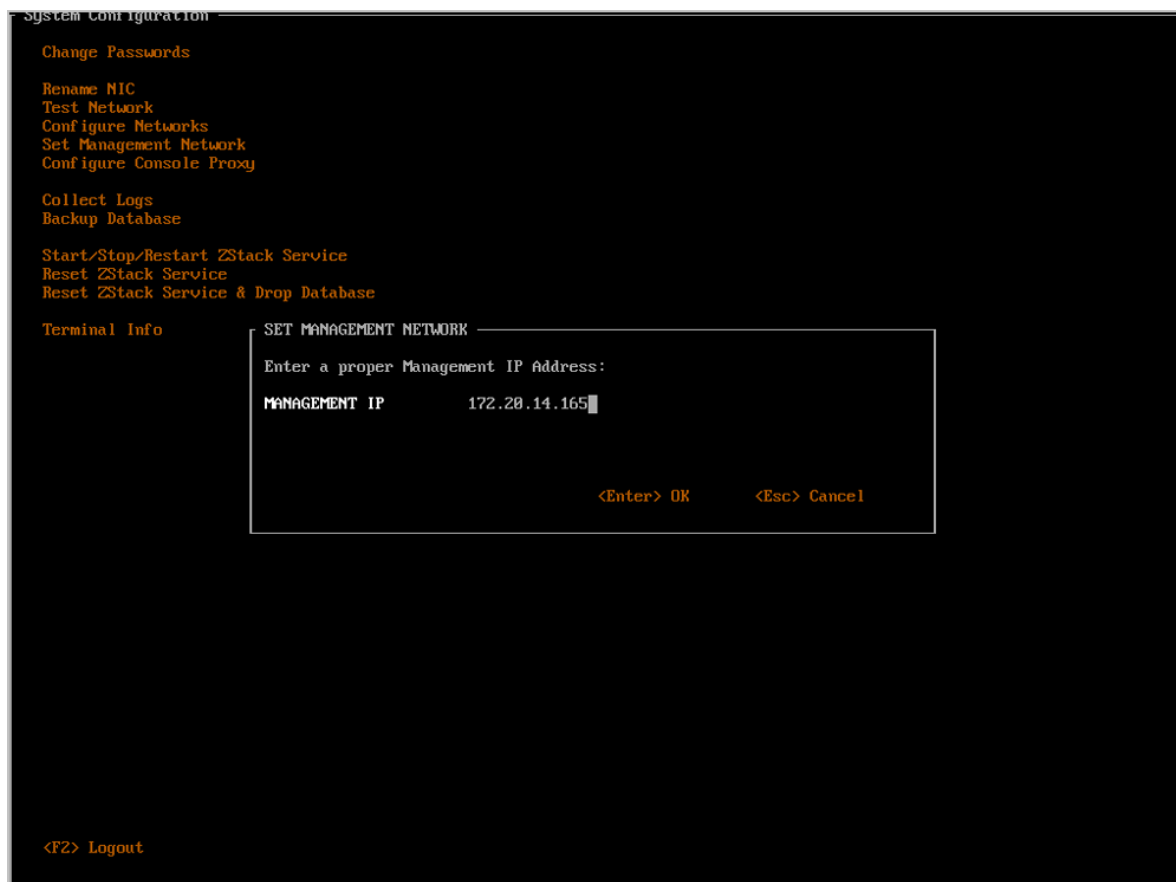 System Configuration
Change Passwords
Rename NIC
Test Network
Configure Networks
Set Management Network
Configure Console Proxy
Collect Logs
Backup Database
Start/Stop/Restart ZStack Service
Reset ZStack Service
Reset ZStack Service & Drop Database
Terminal Info
SET MANAGEMENT NETWORK
Enter a proper Management IP Address:
MANAGEMENT IP 172.20.14.165
<Enter> OK <Esc> Cancel
<F2> Logout